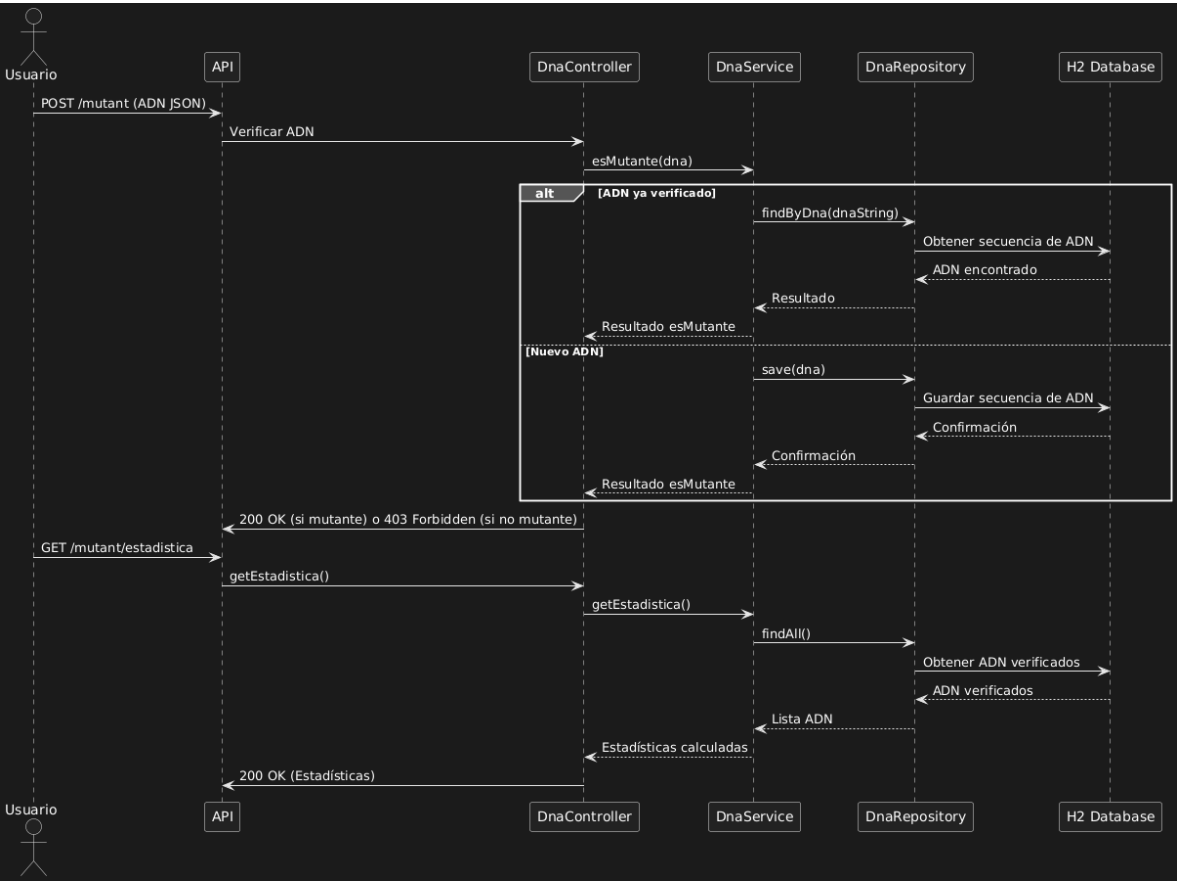 Usuario
API
DnaController
DnaService
DnaRepository
H2 Database
POST /mutant (ADN JSON)
Verificar ADN
esMutante(dna)
alt
[ADN ya verificado]
findByDna(dnaString)
Obtener secuencia de ADN
ADN encontrado
Resultado
Resultado esMutante
[Nuevo ADN]
save(dna)
Guardar secuencia de ADN
Confirmación
Confirmación
Resultado esMutante
200 OK (si mutante) o 403 Forbidden (si no mutante)
GET /mutant/estadistica
getEstadistica()
getEstadistica()
findAll()
Obtener ADN verificados
ADN verificados
Lista ADN
Estadísticas calculadas
200 OK (Estadísticas)
Usuario
API
DnaController
DnaService
DnaRepository
H2 Database